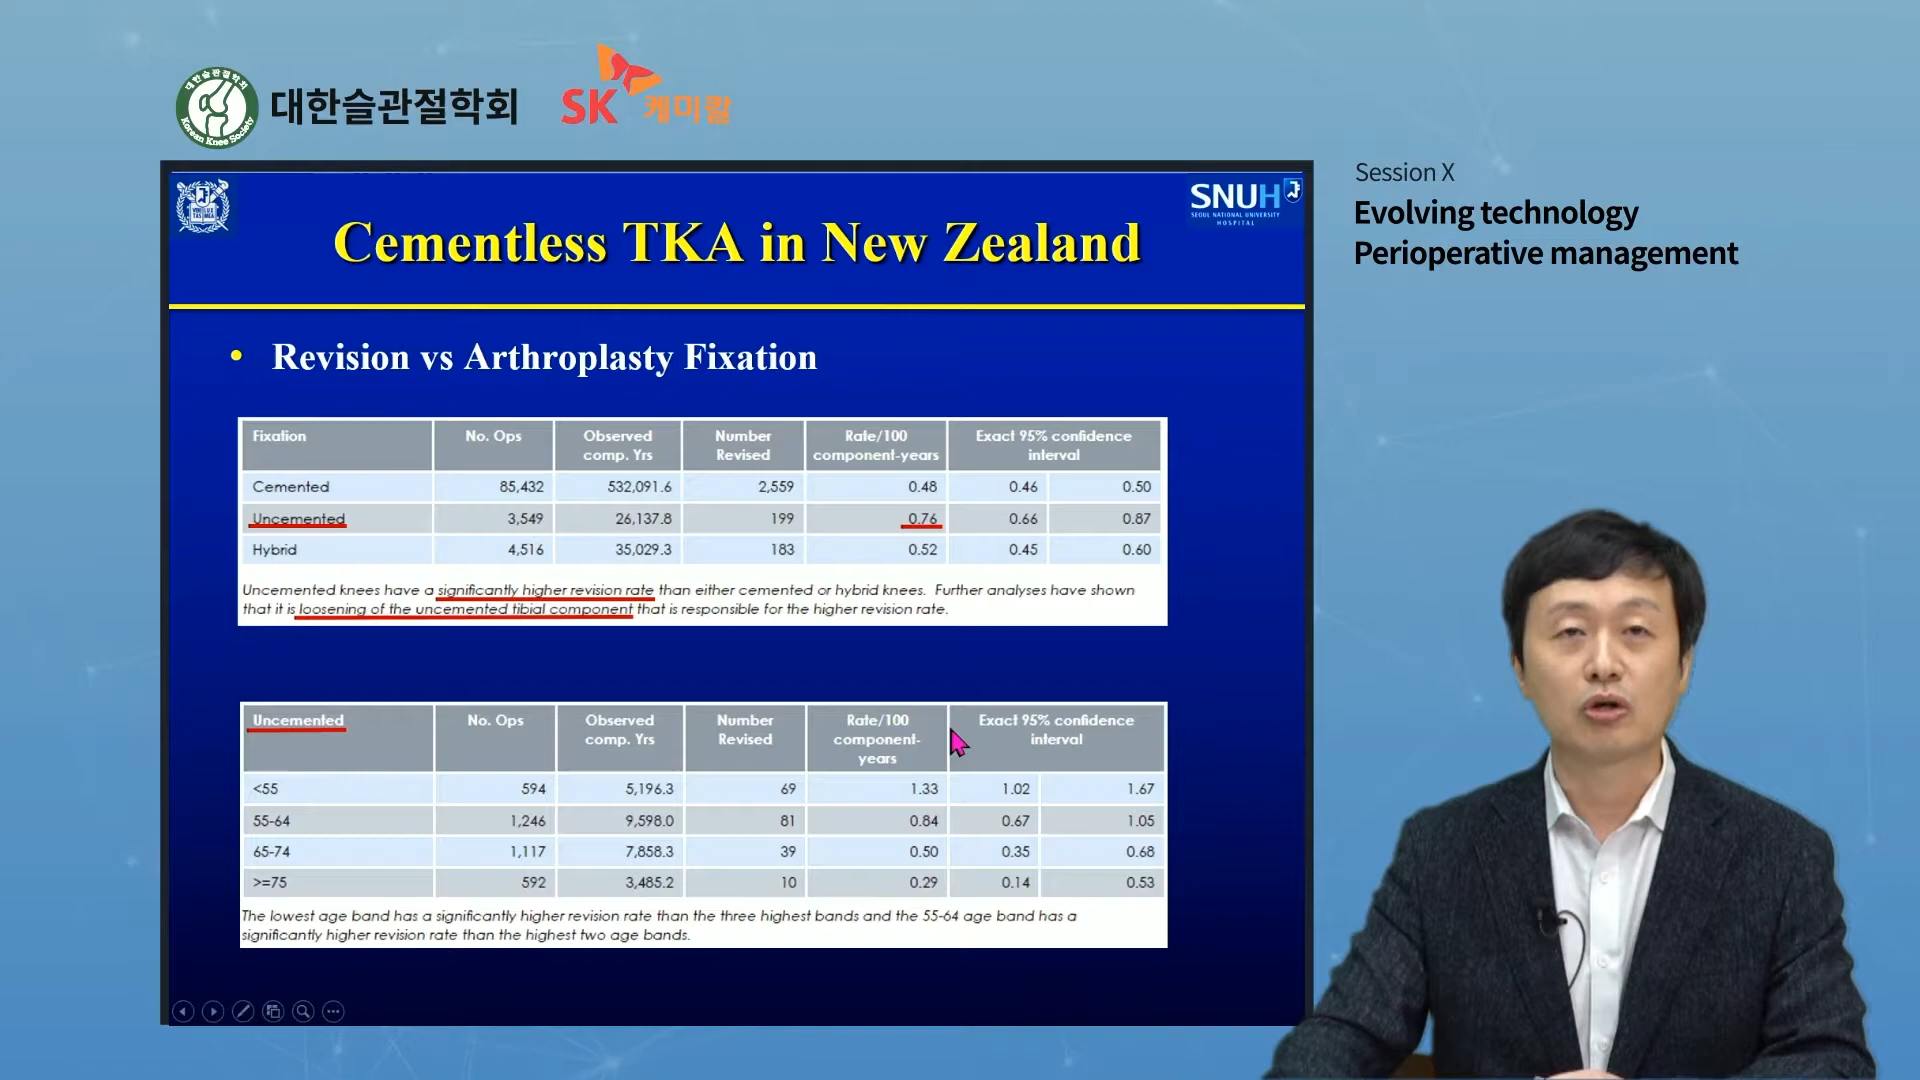 대한슬관절학회
Korean Knee Society
대한슬관절학회
SK 케미칼
Session X
Evolving technology
Perioperative management
SNUH
SEOUL NATIONAL UNIVERSITY
HOSPITAL
Cementless TKA in New Zealand
• Revision vs Arthroplasty Fixation
Fixation No. Ops Observed comp. Yrs Number Revised Rate/100 component-years Exact 95% confidence interval
Cemented 85,432 532,091.6 2,559 0.48 0.46 0.50
Uncemented 3,549 26,137.8 199 0.76 0.66 0.87
Hybrid 4,516 35,029.3 183 0.52 0.45 0.60
Uncemented knees have a significantly higher revision rate than either cemented or hybrid knees. Further analyses have shown
that it is loosening of the uncemented tibial component that is responsible for the higher revision rate.
Uncemented No. Ops Observed comp. Yrs Number Revised Rate/100 component-years Exact 95% confidence interval
<55 594 5,196.3 69 1.33 1.02 1.67
55-64 1,246 9,598.0 81 0.84 0.67 1.05
65-74 1,117 7,858.3 39 0.50 0.35 0.68
>=75 592 3,485.2 10 0.29 0.14 0.53
The lowest age band has a significantly higher revision rate than the three highest bands and the 55-64 age band has a
significantly higher revision rate than the highest two age bands.